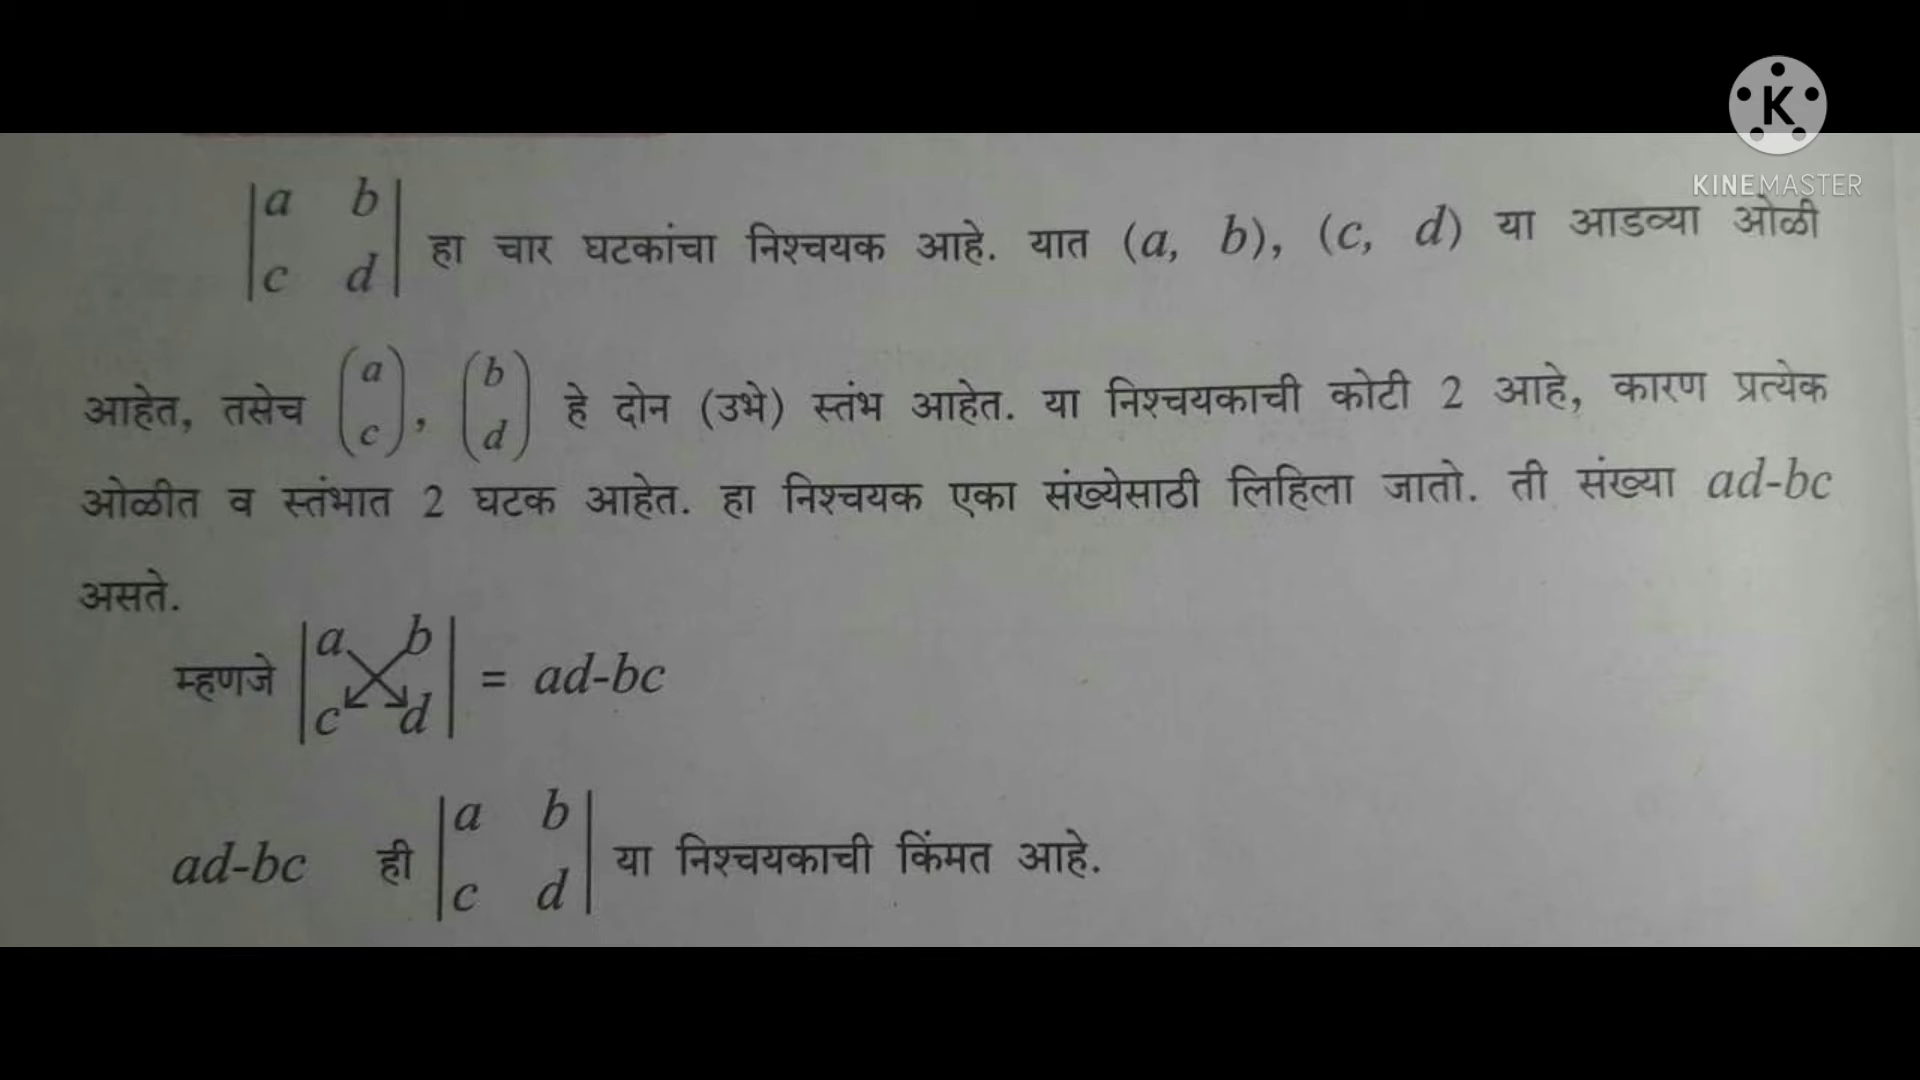 K
KINEMASTER
| a b | हा चार घटकांचा निश्चयक आहे. यात (a, b), (c, d) या आडव्या ओळी
| c d |
आहेत, तसेच (a c), (b d) हे दोन (उभे) स्तंभ आहेत. या निश्चयकाची कोटी 2 आहे, कारण प्रत्येक
ओळीत व स्तंभात 2 घटक आहेत. हा निश्चयक एका संख्येसाठी लिहिला जातो. ती संख्या ad-bc
असते.
म्हणजे | a b | = ad-bc
| c d |
ad-bc ही | a b | या निश्चयकाची किंमत आहे.
| c d |